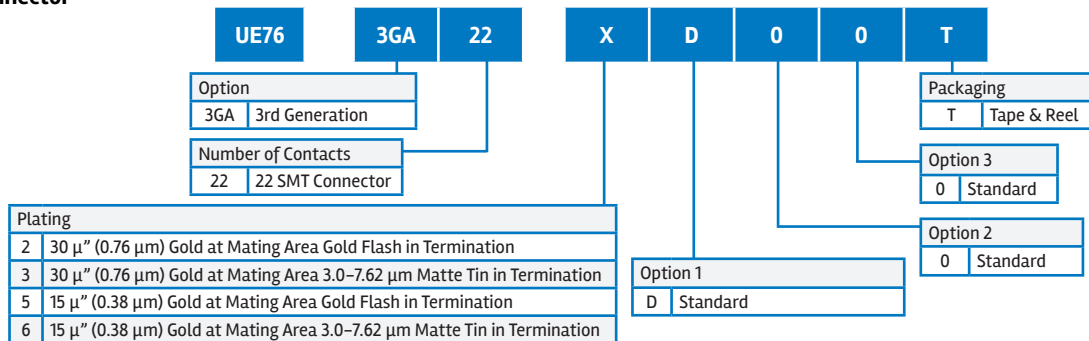 UE76 3GA 22 X D 0 0 T
Option
3GA 3rd Generation
Number of Contacts
22 22 SMT Connector
Plating
2 30 µ” (0.76 µm) Gold at Mating Area Gold Flash in Termination
3 30 µ” (0.76 µm) Gold at Mating Area 3.0–7.62 µm Matte Tin in Termination
5 15 µ” (0.38 µm) Gold at Mating Area Gold Flash in Termination
6 15 µ” (0.38 µm) Gold at Mating Area 3.0–7.62 µm Matte Tin in Termination
Option 1
D Standard
Packaging
T Tape & Reel
Option 3
0 Standard
Option 2
0 Standard